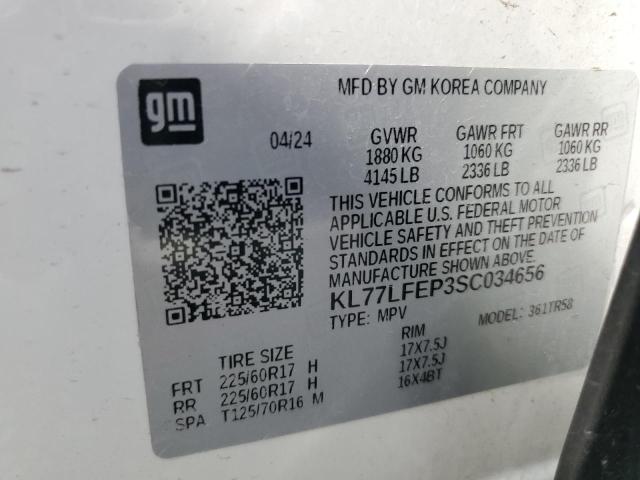 gm
MFD BY GM KOREA COMPANY
04/24 GVWR GAWR FRT GAWR RR
1880 KG 1060 KG 1060 KG
4145 LB 2336 LB 2336 LB
THIS VEHICLE CONFORMS TO ALL
APPLICABLE U.S. FEDERAL MOTOR
VEHICLE SAFETY AND THEFT PREVENTION
STANDARDS IN EFFECT ON THE DATE OF
MANUFACTURE SHOWN ABOVE.
KL77LFEP3SC034656
TYPE: MPV MODEL: 361TR58
TIRE SIZE RIM
FRT 225/60R17 H 17X7.5J
RR 225/60R17 H 17X7.5J
SPA T125/70R16 M 16X4BT